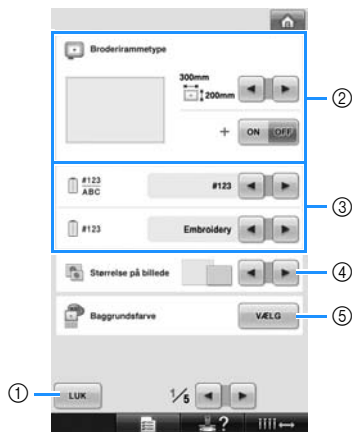 Broderirammetype
300mm
200mm
+ ON OFF
②
#123
ABC
#123
③
#123
Embroidery
Størrelse på billede
④
Baggrundsfarve
VÆLG
⑤
①
LUK
1/5
?